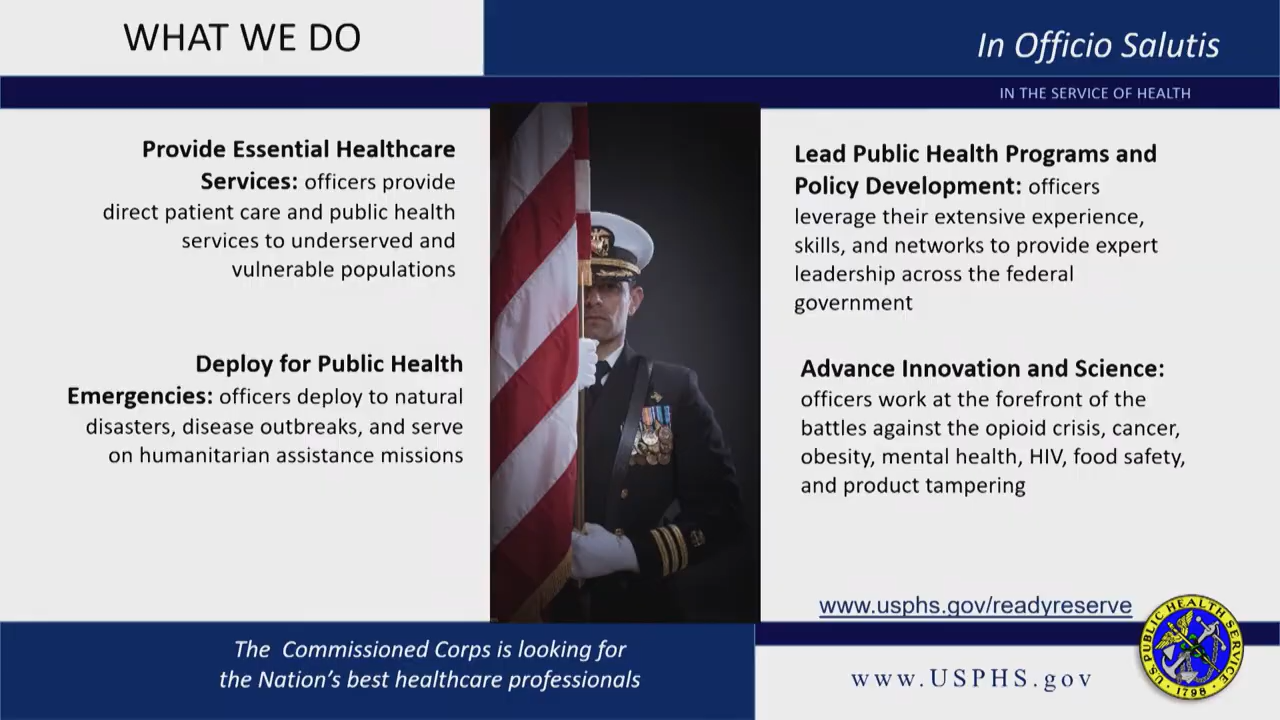 WHAT WE DO
In Officio Salutis
IN THE SERVICE OF HEALTH
Provide Essential Healthcare
Services: officers provide
direct patient care and public health
services to underserved and
vulnerable populations
Deploy for Public Health
Emergencies: officers deploy to natural
disasters, disease outbreaks, and serve
on humanitarian assistance missions
Lead Public Health Programs and
Policy Development: officers
leverage their extensive experience,
skills, and networks to provide expert
leadership across the federal
government
Advance Innovation and Science:
officers work at the forefront of the
battles against the opioid crisis, cancer,
obesity, mental health, HIV, food safety,
and product tampering
www.usphs.gov/readyreserve
The Commissioned Corps is looking for
the Nation’s best healthcare professionals
www.USPHS.gov
U.S. PUBLIC HEALTH SERVICE
1798